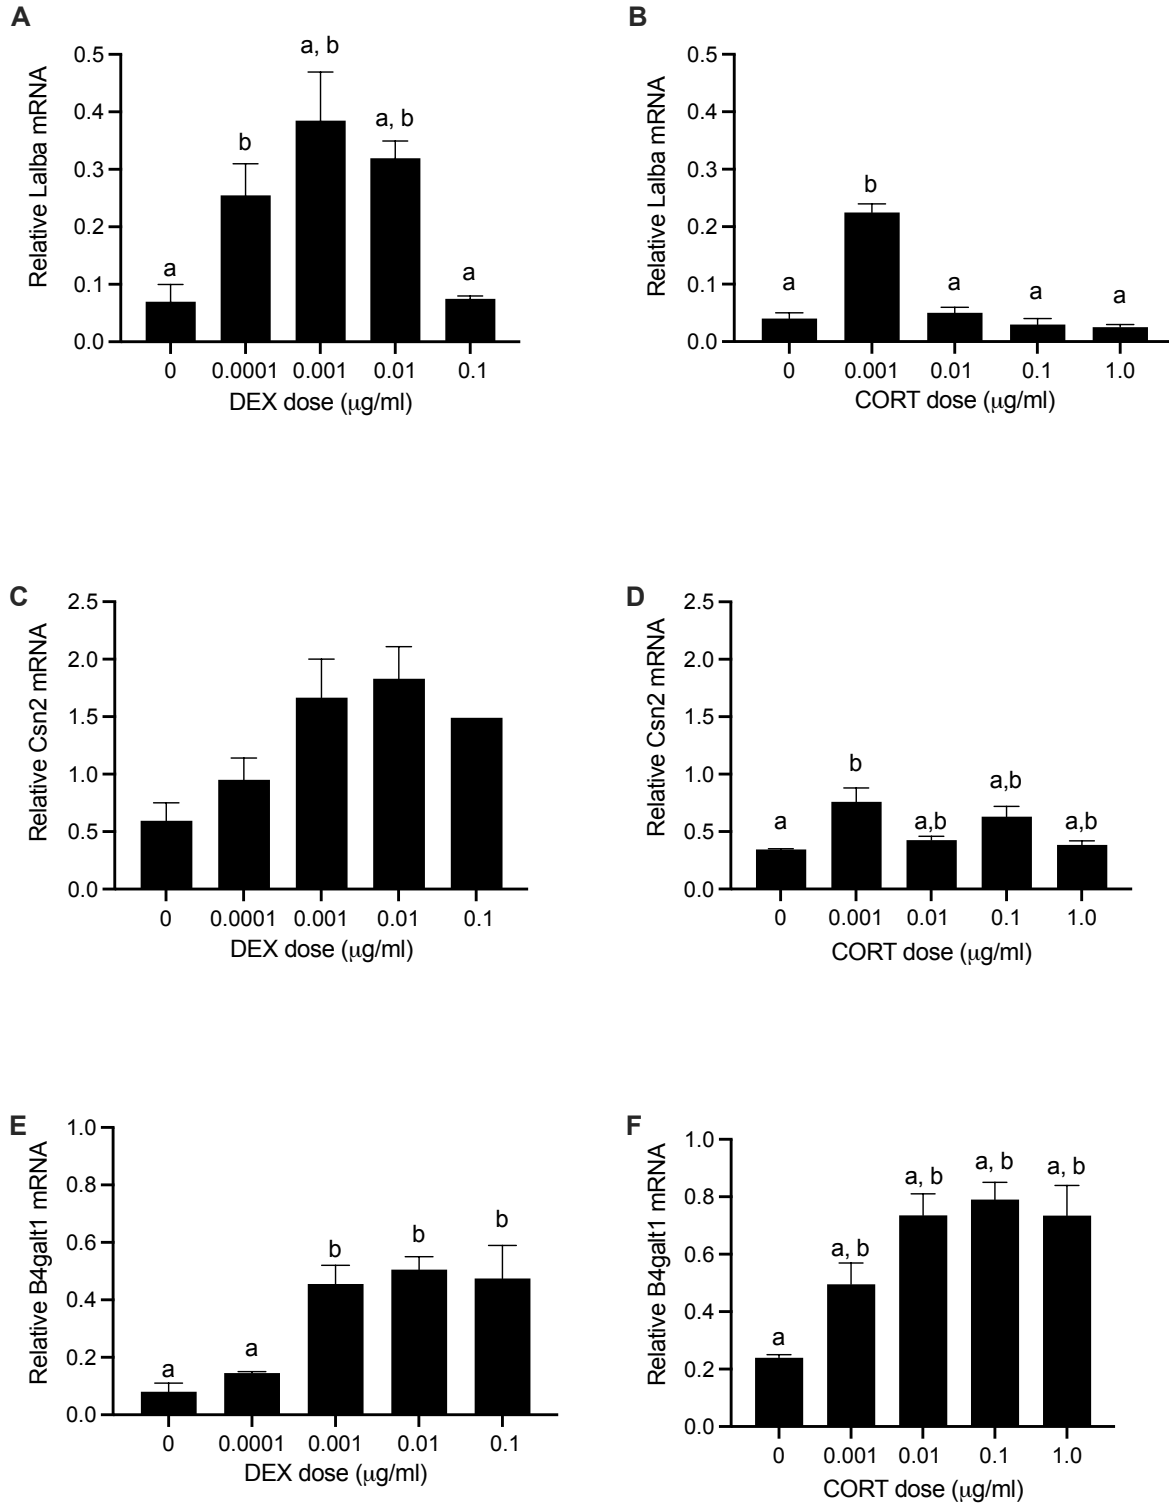 A
Relative Lalba mRNA
0.5
0.4
0.3
0.2
0.1
0.0
a
b
a, b
a, b
a
0
0.0001
0.001
0.01
0.1
DEX dose (μg/ml)
B
Relative Lalba mRNA
0.5
0.4
0.3
0.2
0.1
0.0
a
b
a
a
a
0
0.001
0.01
0.1
1.0
CORT dose (μg/ml)
C
Relative Csn2 mRNA
2.5
2.0
1.5
1.0
0.5
0.0
0
0.0001
0.001
0.01
0.1
DEX dose (μg/ml)
D
Relative Csn2 mRNA
2.5
2.0
1.5
1.0
0.5
0.0
a
b
a,b
a,b
a,b
0
0.001
0.01
0.1
1.0
CORT dose (μg/ml)
E
Relative B4galt1 mRNA
1.0
0.8
0.6
0.4
0.2
0.0
a
a
b
b
b
0
0.0001
0.001
0.01
0.1
DEX dose (μg/ml)
F
Relative B4galt1 mRNA
1.0
0.8
0.6
0.4
0.2
0.0
a
a, b
a, b
a, b
a, b
0
0.001
0.01
0.1
1.0
CORT dose (μg/ml)